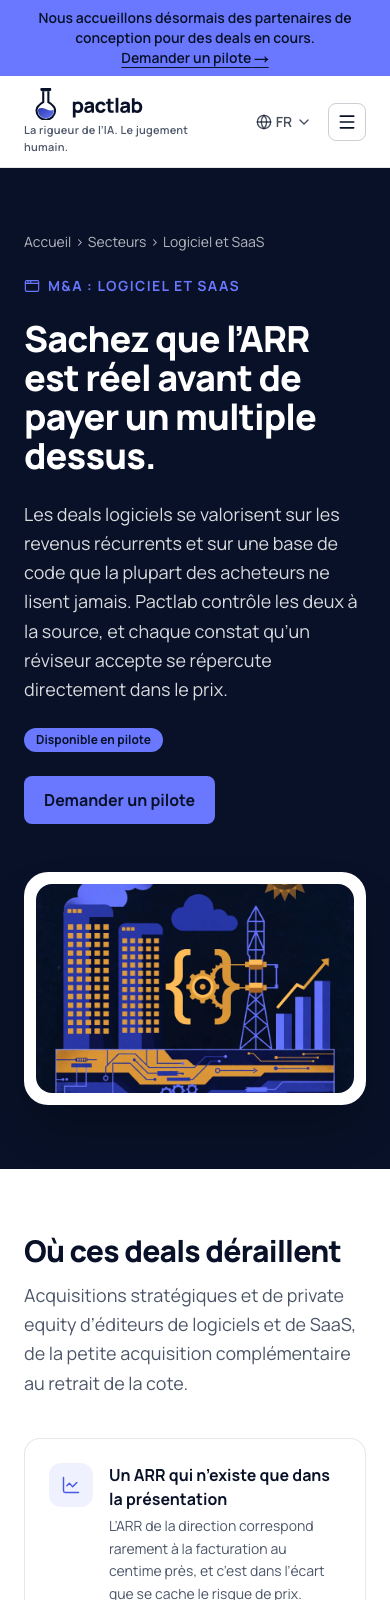 Nous accueillons désormais des partenaires de
conception pour des deals en cours.
Demander un pilote →
pactlab
La rigueur de l'IA. Le jugement
humain.
FR
Accueil > Secteurs > Logiciel et SaaS
M&A : LOGICIEL ET SAAS
Sachez que l’ARR
est réel avant de
payer un multiple
dessus.
Les deals logiciels se valorisent sur les
revenus récurrents et sur une base de
code que la plupart des acheteurs ne
lisent jamais. Pactlab contrôle les deux à
la source, et chaque constat qu’un
réviseur accepte se répercute
directement dans le prix.
Disponible en pilote
Demander un pilote
Où ces deals déraillent
Acquisitions stratégiques et de private
equity d’éditeurs de logiciels et de SaaS,
de la petite acquisition complémentaire
au retrait de la cote.
Un ARR qui n’existe que dans
la présentation
L’ARR de la direction correspond
rarement à la facturation au
centime près, et c’est dans l’écart
que se cache le risque de prix.